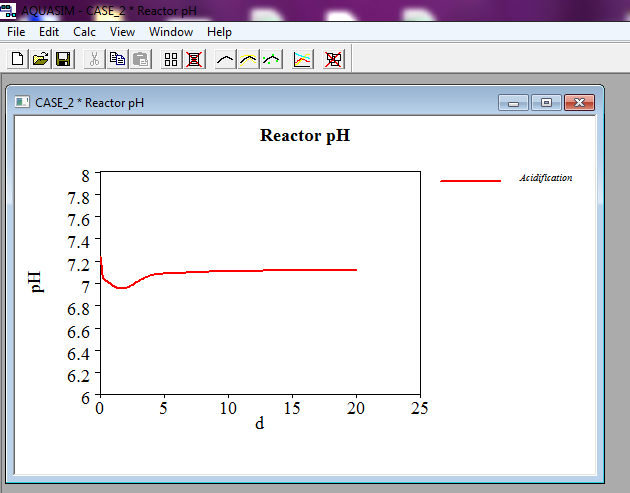 AQUASIM - CASE_2 * Reactor pH
File Edit Calc View Window Help
CASE_2 * Reactor pH
Reactor pH
Acidification
8
7.8
7.6
7.4
7.2
7
6.8
6.6
6.4
6.2
6
pH
0 5 10 15 20 25
d